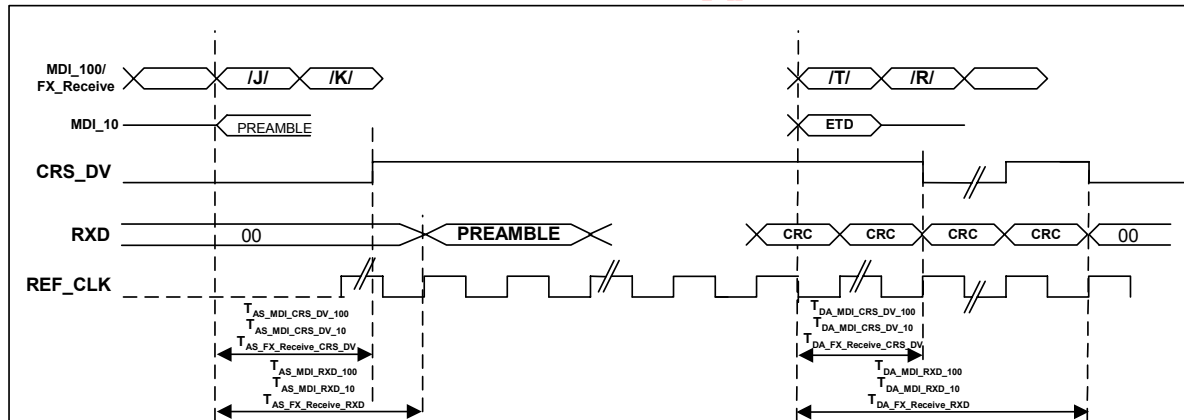 MDI_100/
FX_Receive
/J/ /K/ /T/ /R/
MDI_10 PREAMBLE ETD
CRS_DV
RXD 00 PREAMBLE CRC CRC CRC CRC 00
REF_CLK
TAS_MDI_CRS_DV_100
TAS_MDI_CRS_DV_10
TAS_FX_Receive_CRS_DV
TDA_MDI_CRS_DV_100
TDA_MDI_CRS_DV_10
TDA_FX_Receive_CRS_DV
TAS_MDI_RXD_100
TAS_MDI_RXD_10
TAS_FX_Receive_RXD
TDA_MDI_RXD_100
TDA_MDI_RXD_10
TDA_FX_Receive_RXD